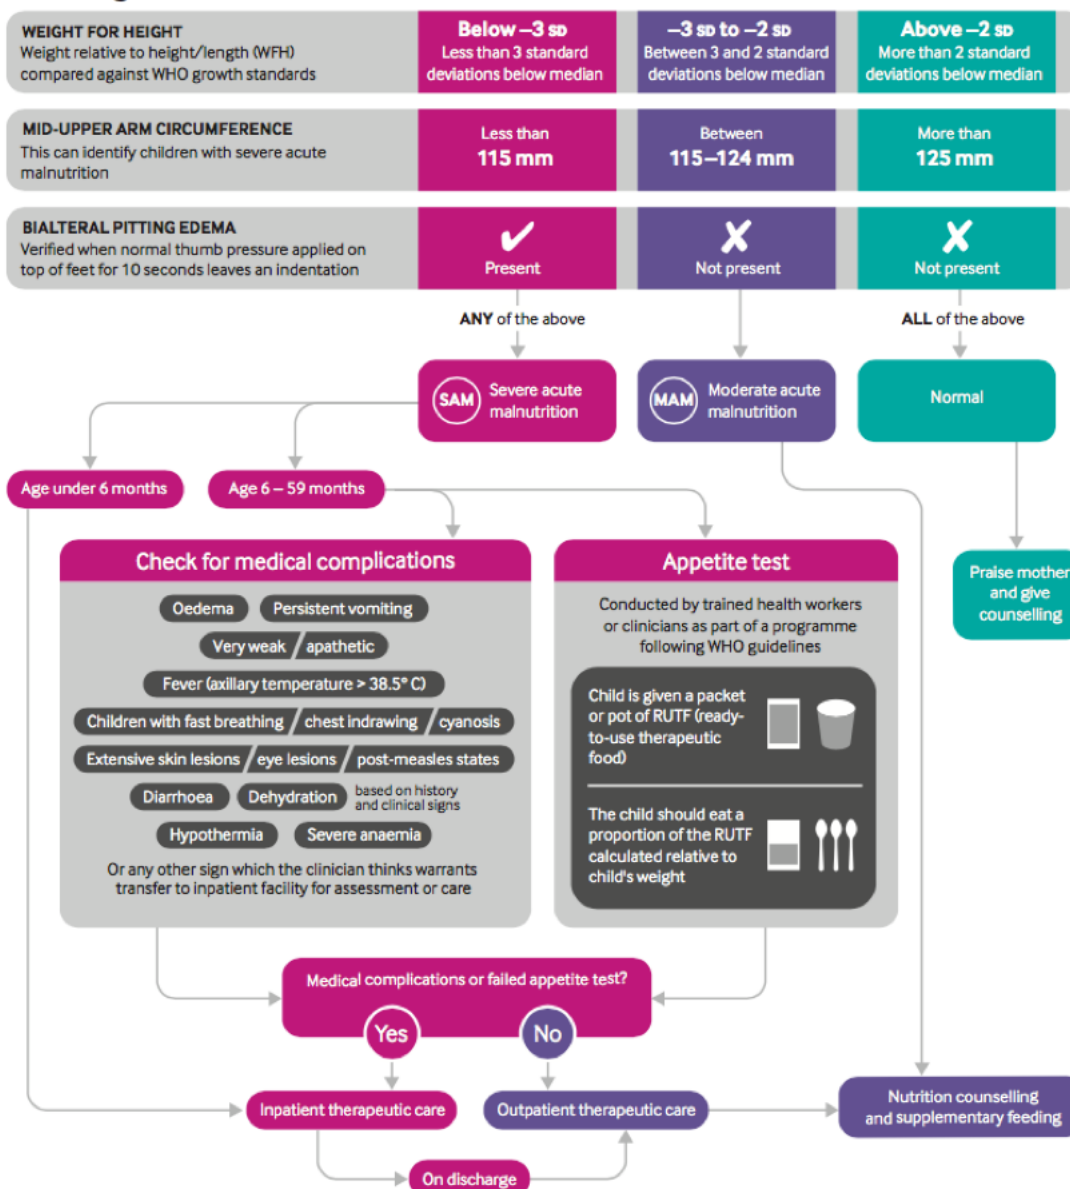 WEIGHT FOR HEIGHT
Weight relative to height/length (WFH)
compared against WHO growth standards
Below –3 SD
Less than 3 standard
deviations below median
–3 SD to –2 SD
Between 3 and 2 standard
deviations below median
Above –2 SD
More than 2 standard
deviations below median
MID-UPPER ARM CIRCUMFERENCE
This can identify children with severe acute
malnutrition
Less than
115 mm
Between
115–124 mm
More than
125 mm
BIALTERAL PITTING EDEMA
Verified when normal thumb pressure applied on
top of feet for 10 seconds leaves an indentation
Present
Not present
Not present
ANY of the above
ALL of the above
SAM
Severe acute
malnutrition
MAM
Moderate acute
malnutrition
Normal
Age under 6 months
Age 6 – 59 months
Check for medical complications
Oedema
Persistent vomiting
Very weak / apathetic
Fever (axillary temperature > 38.5° C)
Children with fast breathing / chest indrawing / cyanosis
Extensive skin lesions / eye lesions / post-measles states
Diarrhoea
Dehydration
based on history
and clinical signs
Hypothermia
Severe anaemia
Or any other sign which the clinician thinks warrants
transfer to inpatient facility for assessment or care
Appetite test
Conducted by trained health workers
or clinicians as part of a programme
following WHO guidelines
Child is given a packet
or pot of RUTF (ready-
to-use therapeutic
food)
The child should eat a
proportion of the RUTF
calculated relative to
child's weight
Praise mother
and give
counselling
Medical complications or failed appetite test?
Yes
No
Inpatient therapeutic care
Outpatient therapeutic care
Nutrition counselling
and supplementary feeding
On discharge